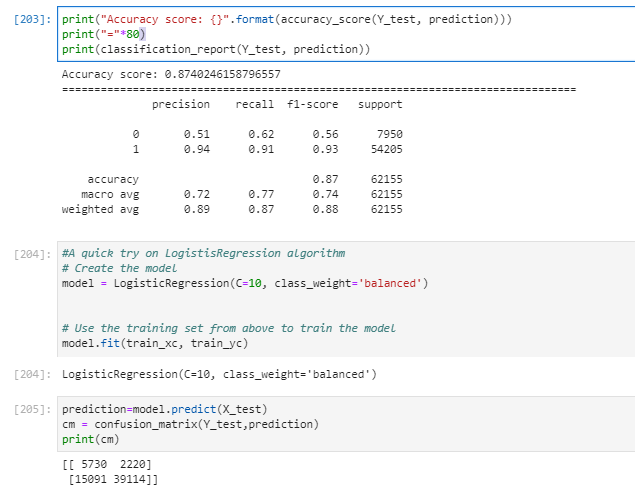 [203]: print("Accuracy score: {}".format(accuracy_score(Y_test, prediction)))
print("="*80)
print(classification_report(Y_test, prediction))
Accuracy score: 0.8740246158796557
================================================================================
precision recall f1-score support
0 0.51 0.62 0.56 7950
1 0.94 0.91 0.93 54205
accuracy 0.87 62155
macro avg 0.72 0.77 0.74 62155
weighted avg 0.89 0.87 0.88 62155
[204]: #A quick try on LogistisRegression algorithm
# Create the model
model = LogisticRegression(C=10, class_weight='balanced')
# Use the training set from above to train the model
model.fit(train_xc, train_yc)
[204]: LogisticRegression(C=10, class_weight='balanced')
[205]: prediction=model.predict(X_test)
cm = confusion_matrix(Y_test,prediction)
print(cm)
[[ 5730 2220]
[15091 39114]]